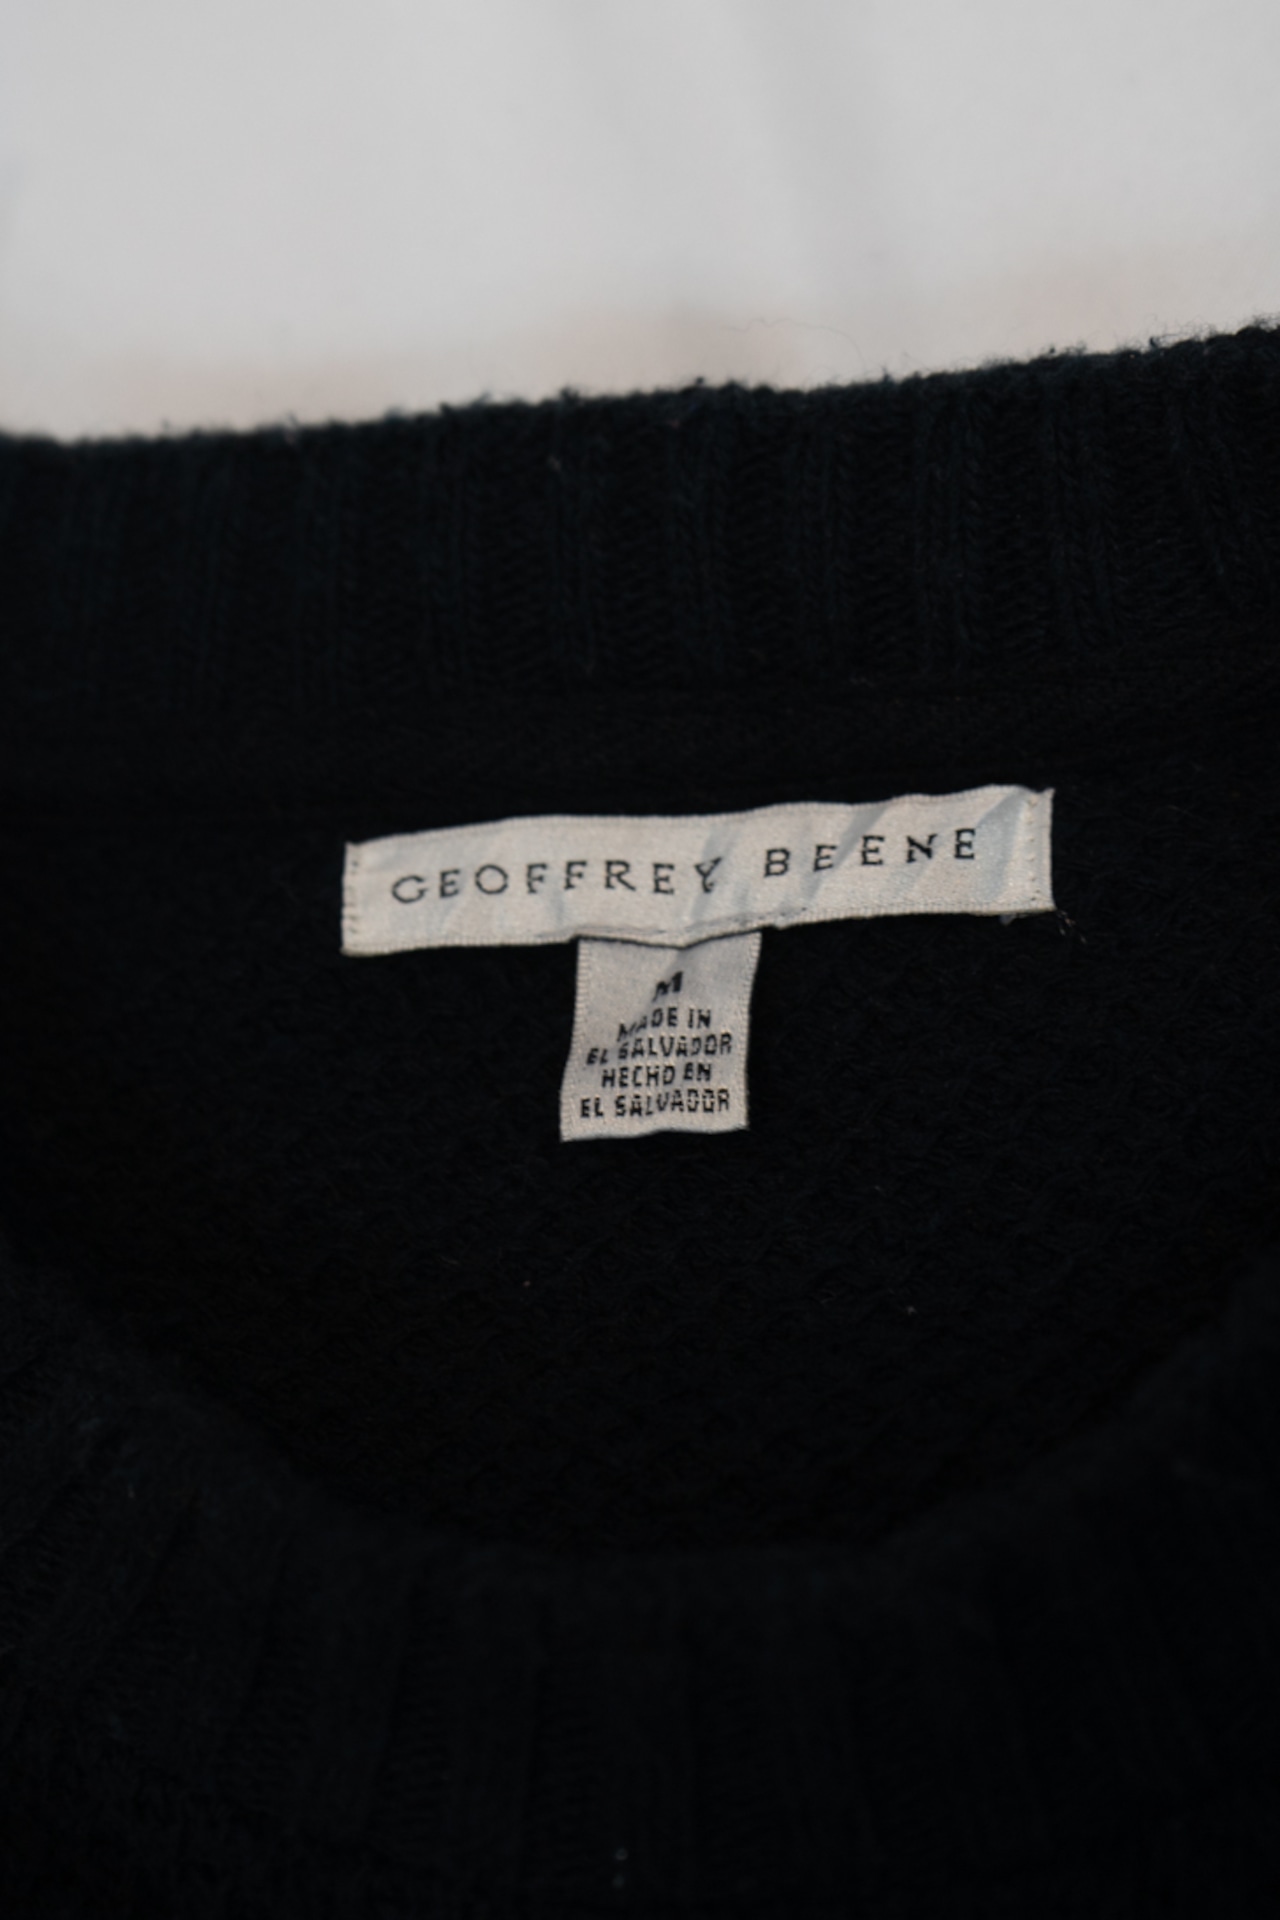 GEOFFREY BEENE
M
MADE IN
EL SALVADOR
HECHO EN
EL SALVADOR